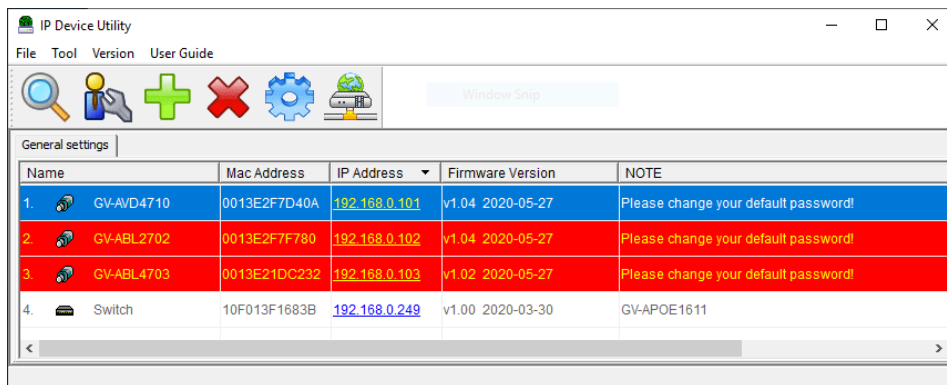 IP Device Utility
File Tool Version User Guide
Window Snip
General settings
Name Mac Address IP Address Firmware Version NOTE
1. GV-AVD4710 0013E2F7D40A 192.168.0.101 v1.04 2020-05-27 Please change your default password!
2. GV-ABL2702 0013E2F7F780 192.168.0.102 v1.04 2020-05-27 Please change your default password!
3. GV-ABL4703 0013E21DC232 192.168.0.103 v1.02 2020-05-27 Please change your default password!
4. Switch 10F013F1683B 192.168.0.249 v1.00 2020-03-30 GV-APOE1611